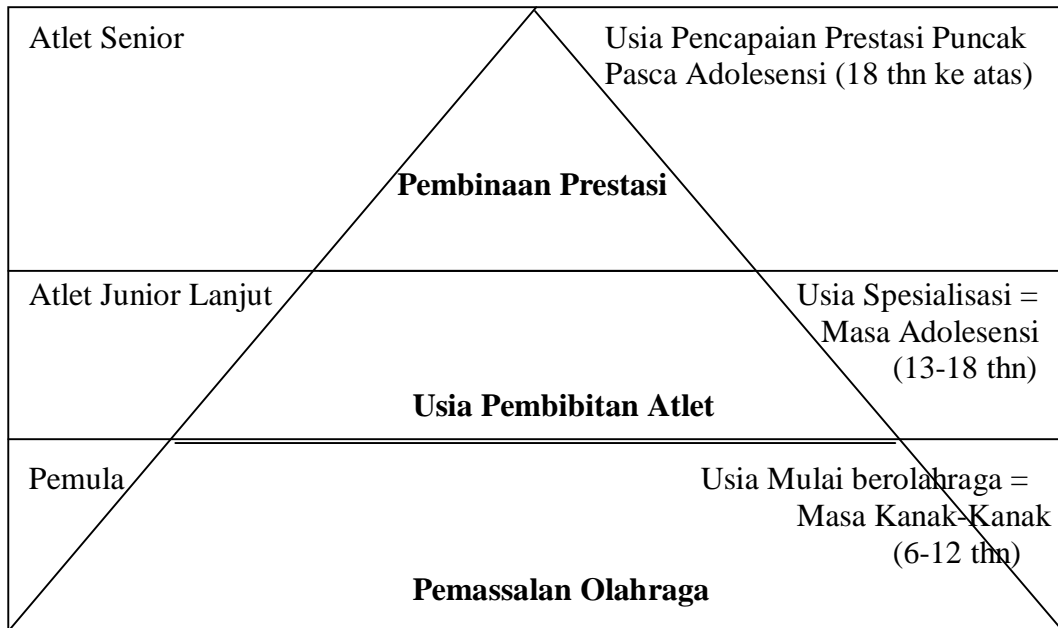 Atlet Senior
Usia Pencapaian Prestasi Puncak
Pasca Adolesensi (18 thn ke atas)
Pembinaan Prestasi
Atlet Junior Lanjut
Usia Spesialisasi =
Masa Adolesensi
(13-18 thn)
Usia Pembibitan Atlet
Pemula
Usia Mulai berolahraga =
Masa Kanak-Kanak
(6-12 thn)
Pemassalan Olahraga